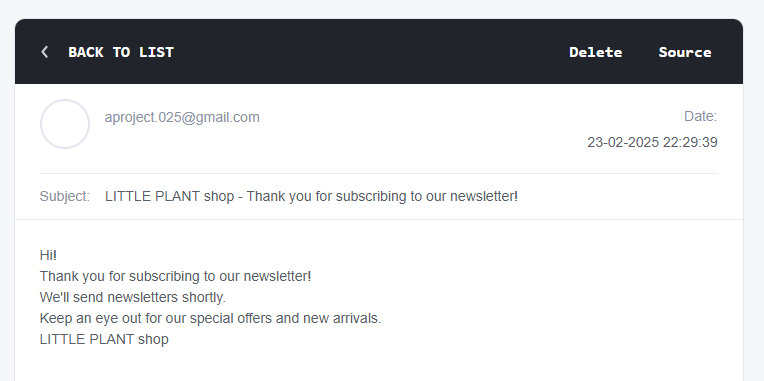 BACK TO LIST Delete Source
aproject.025@gmail.com
Date:
23-02-2025 22:29:39
Subject: LITTLE PLANT shop - Thank you for subscribing to our newsletter!
Hi!
Thank you for subscribing to our newsletter!
We'll send newsletters shortly.
Keep an eye out for our special offers and new arrivals.
LITTLE PLANT shop